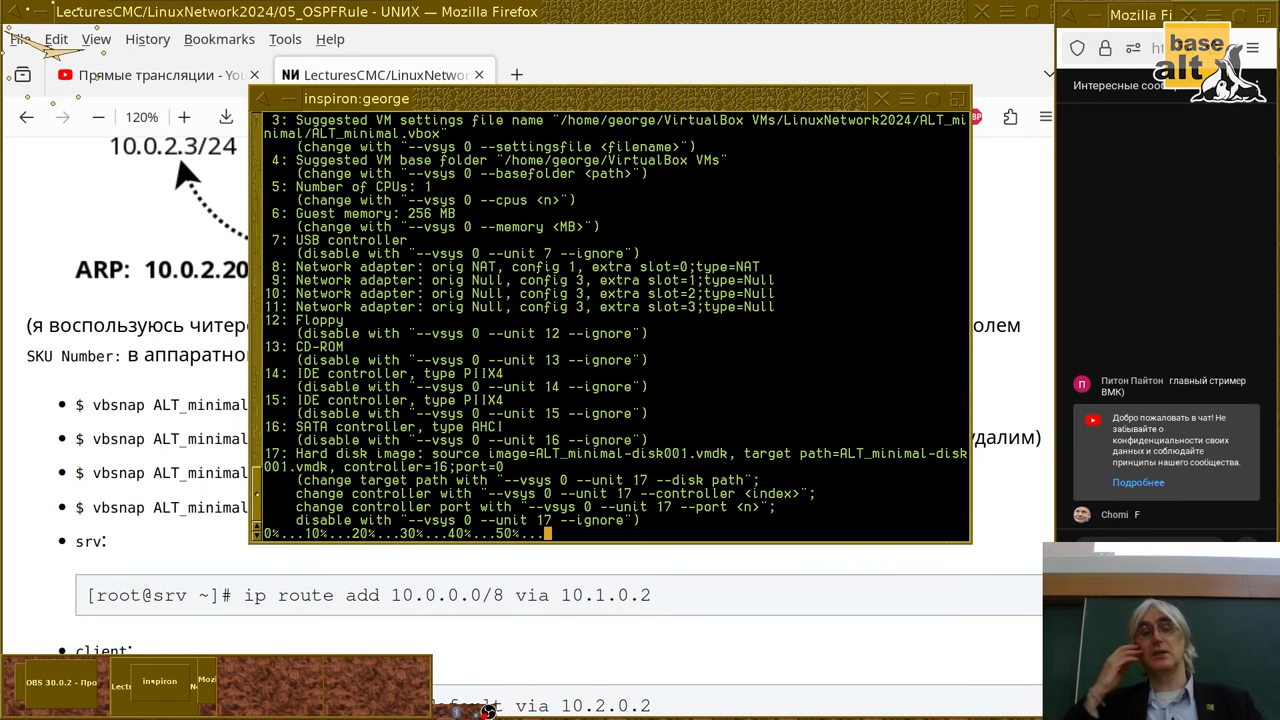 LecturesCMC/LinuxNetwork2024/05_OSPFRule - UNИX — Mozilla Firefox
Mozilla Fi
File Edit View History Bookmarks Tools Help
Прямые трансляции - You
NИ LecturesCMC/LinuxNetwor
120%
base
alt
Интересные сооб
inspiron:george
10.0.2.3/24
3: Suggested VM settings file name "/home/george/VirtualBox VMs/LinuxNetwork2024/ALT_mi
nimal/ALT_minimal.vbox"
(change with "--vsys 0 --settingsfile <filename>")
4: Suggested VM base folder "/home/george/VirtualBox VMs"
(change with "--vsys 0 --basefolder <path>")
5: Number of CPUs: 1
(change with "--vsys 0 --cpus <n>")
6: Guest memory: 256 MB
(change with "--vsys 0 --memory <MB>")
7: USB controller
(disable with "--vsys 0 --unit 7 --ignore")
8: Network adapter: orig NAT, config 1, extra slot=0;type=NAT
9: Network adapter: orig Null, config 3, extra slot=1;type=Null
10: Network adapter: orig Null, config 3, extra slot=2;type=Null
11: Network adapter: orig Null, config 3, extra slot=3;type=Null
12: Floppy
(disable with "--vsys 0 --unit 12 --ignore")
13: CD-ROM
(disable with "--vsys 0 --unit 13 --ignore")
14: IDE controller, type PIIX4
(disable with "--vsys 0 --unit 14 --ignore")
15: IDE controller, type PIIX4
(disable with "--vsys 0 --unit 15 --ignore")
16: SATA controller, type AHCI
(disable with "--vsys 0 --unit 16 --ignore")
17: Hard disk image: source image=ALT_minimal-disk001.vmdk, target path=ALT_minimal-disk
001.vmdk, controller=16;port=0
(change target path with "--vsys 0 --unit 17 --disk path";
change controller with "--vsys 0 --unit 17 --controller <index>";
change controller port with "--vsys 0 --unit 17 --port <n>";
disable with "--vsys 0 --unit 17 --ignore")
0%...10%...20%...30%...40%...50%...
ARP: 10.0.2.20
(я воспользуюсь читер
олем
SKU Number: в аппаратно
$ vbsnap ALT_minimal
$ vbsnap ALT_minimal
удалим)
$ vbsnap ALT_minimal
$ vbsnap ALT_minimal
srv:
[root@srv ~]# ip route add 10.0.0.0/8 via 10.1.0.2
client:
default via 10.2.0.2
Питон Пайтон главный стример
ВМК)
Добро пожаловать в чат! Не
забывайте о
конфиденциальности своих
данных и соблюдайте
принципы нашего сообщества.
Подробнее
Chomi F
OBS 30.0.2 - Про
Lectu
inspiron
Mozi